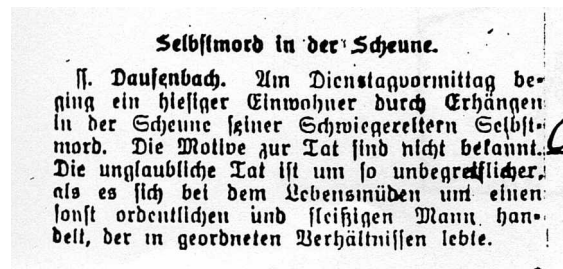 Selbstmord in der Scheune.
ff. Daufenbach. Am Dienstagvormittag be-
ging ein hiesiger Einwohner durch Erhängen
in der Scheune seiner Schwiegereltern Selbst-
mord. Die Motive zur Tat sind nicht bekannt.
Die unglaubliche Tat ist um so unbegreiflicher,
als es sich bei dem Lebensmüden um einen
sonst ordentlichen und fleißigen Mann han-
delt, der in geordneten Verhältnissen lebte.